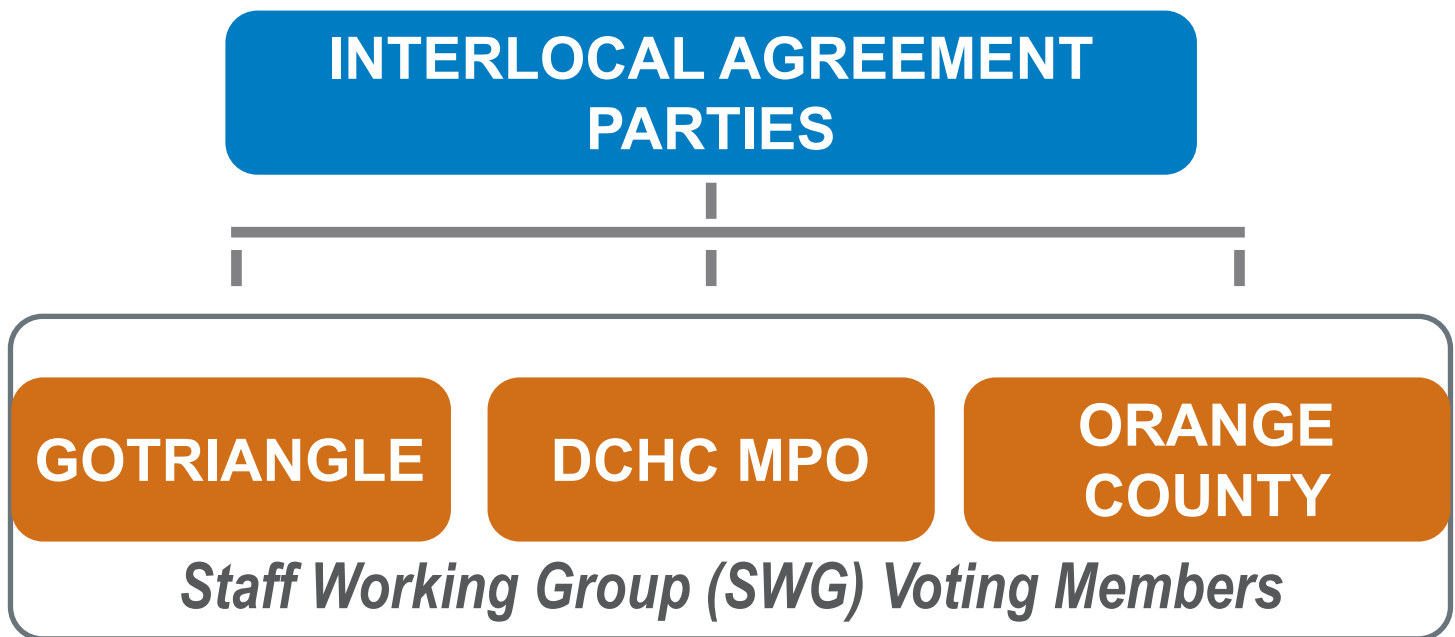 INTERLOCAL AGREEMENT
PARTIES
GOTRIANGLE
DCHC MPO
ORANGE
COUNTY
Staff Working Group (SWG) Voting Members